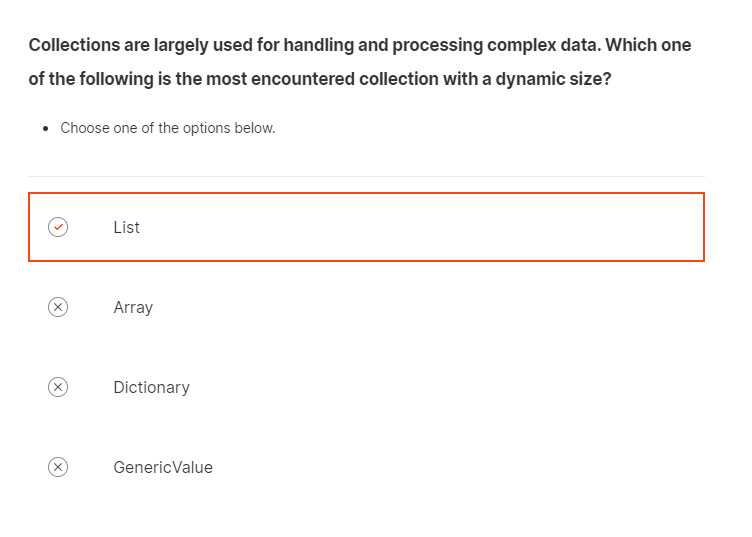 Collections are largely used for handling and processing complex data. Which one
of the following is the most encountered collection with a dynamic size?
Choose one of the options below.
List
Array
Dictionary
GenericValue